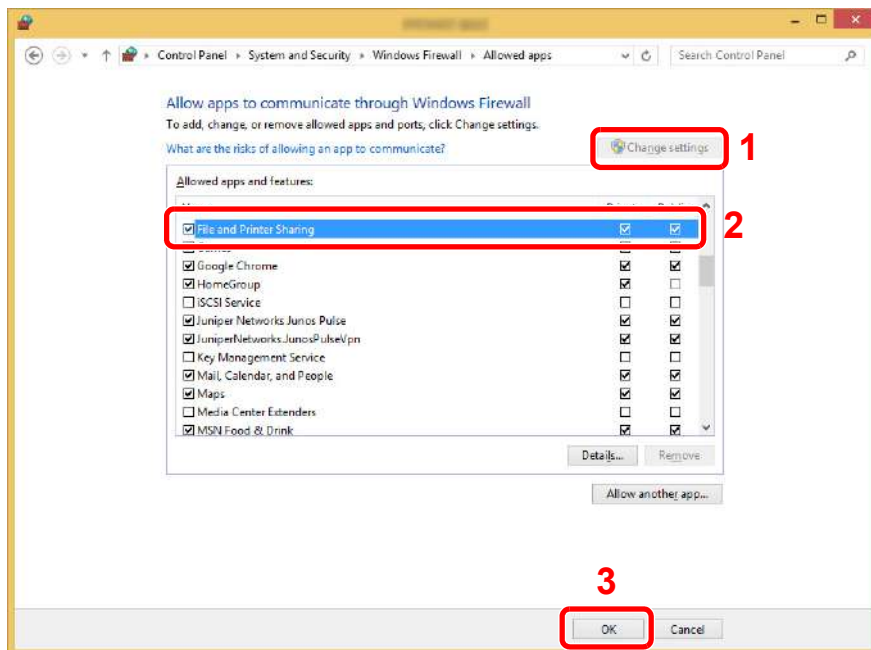 Control Panel ▸ System and Security ▸ Windows Firewall ▸ Allowed apps
Search Control Panel
Allow apps to communicate through Windows Firewall
To add, change, or remove allowed apps and ports, click Change settings.
What are the risks of allowing an app to communicate?
Change settings
1
Allowed apps and features:
File and Printer Sharing
2
Google Chrome
HomeGroup
iSCSI Service
Juniper Networks Junos Pulse
JuniperNetworks.JunosPulseVpn
Key Management Service
Mail, Calendar, and People
Maps
Media Center Extenders
MSN Food & Drink
Details...
Remove
Allow another app...
3
OK
Cancel